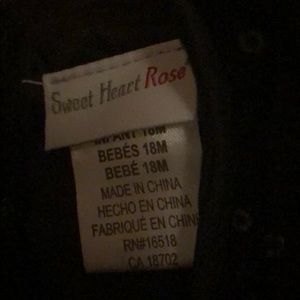 Sweet Heart Rose
INFANT 18M
BEBÉS 18M
BEBÉ 18M
MADE IN CHINA
HECHO EN CHINA
FABRIQUÉ EN CHINE
RN#16518
CA 18702